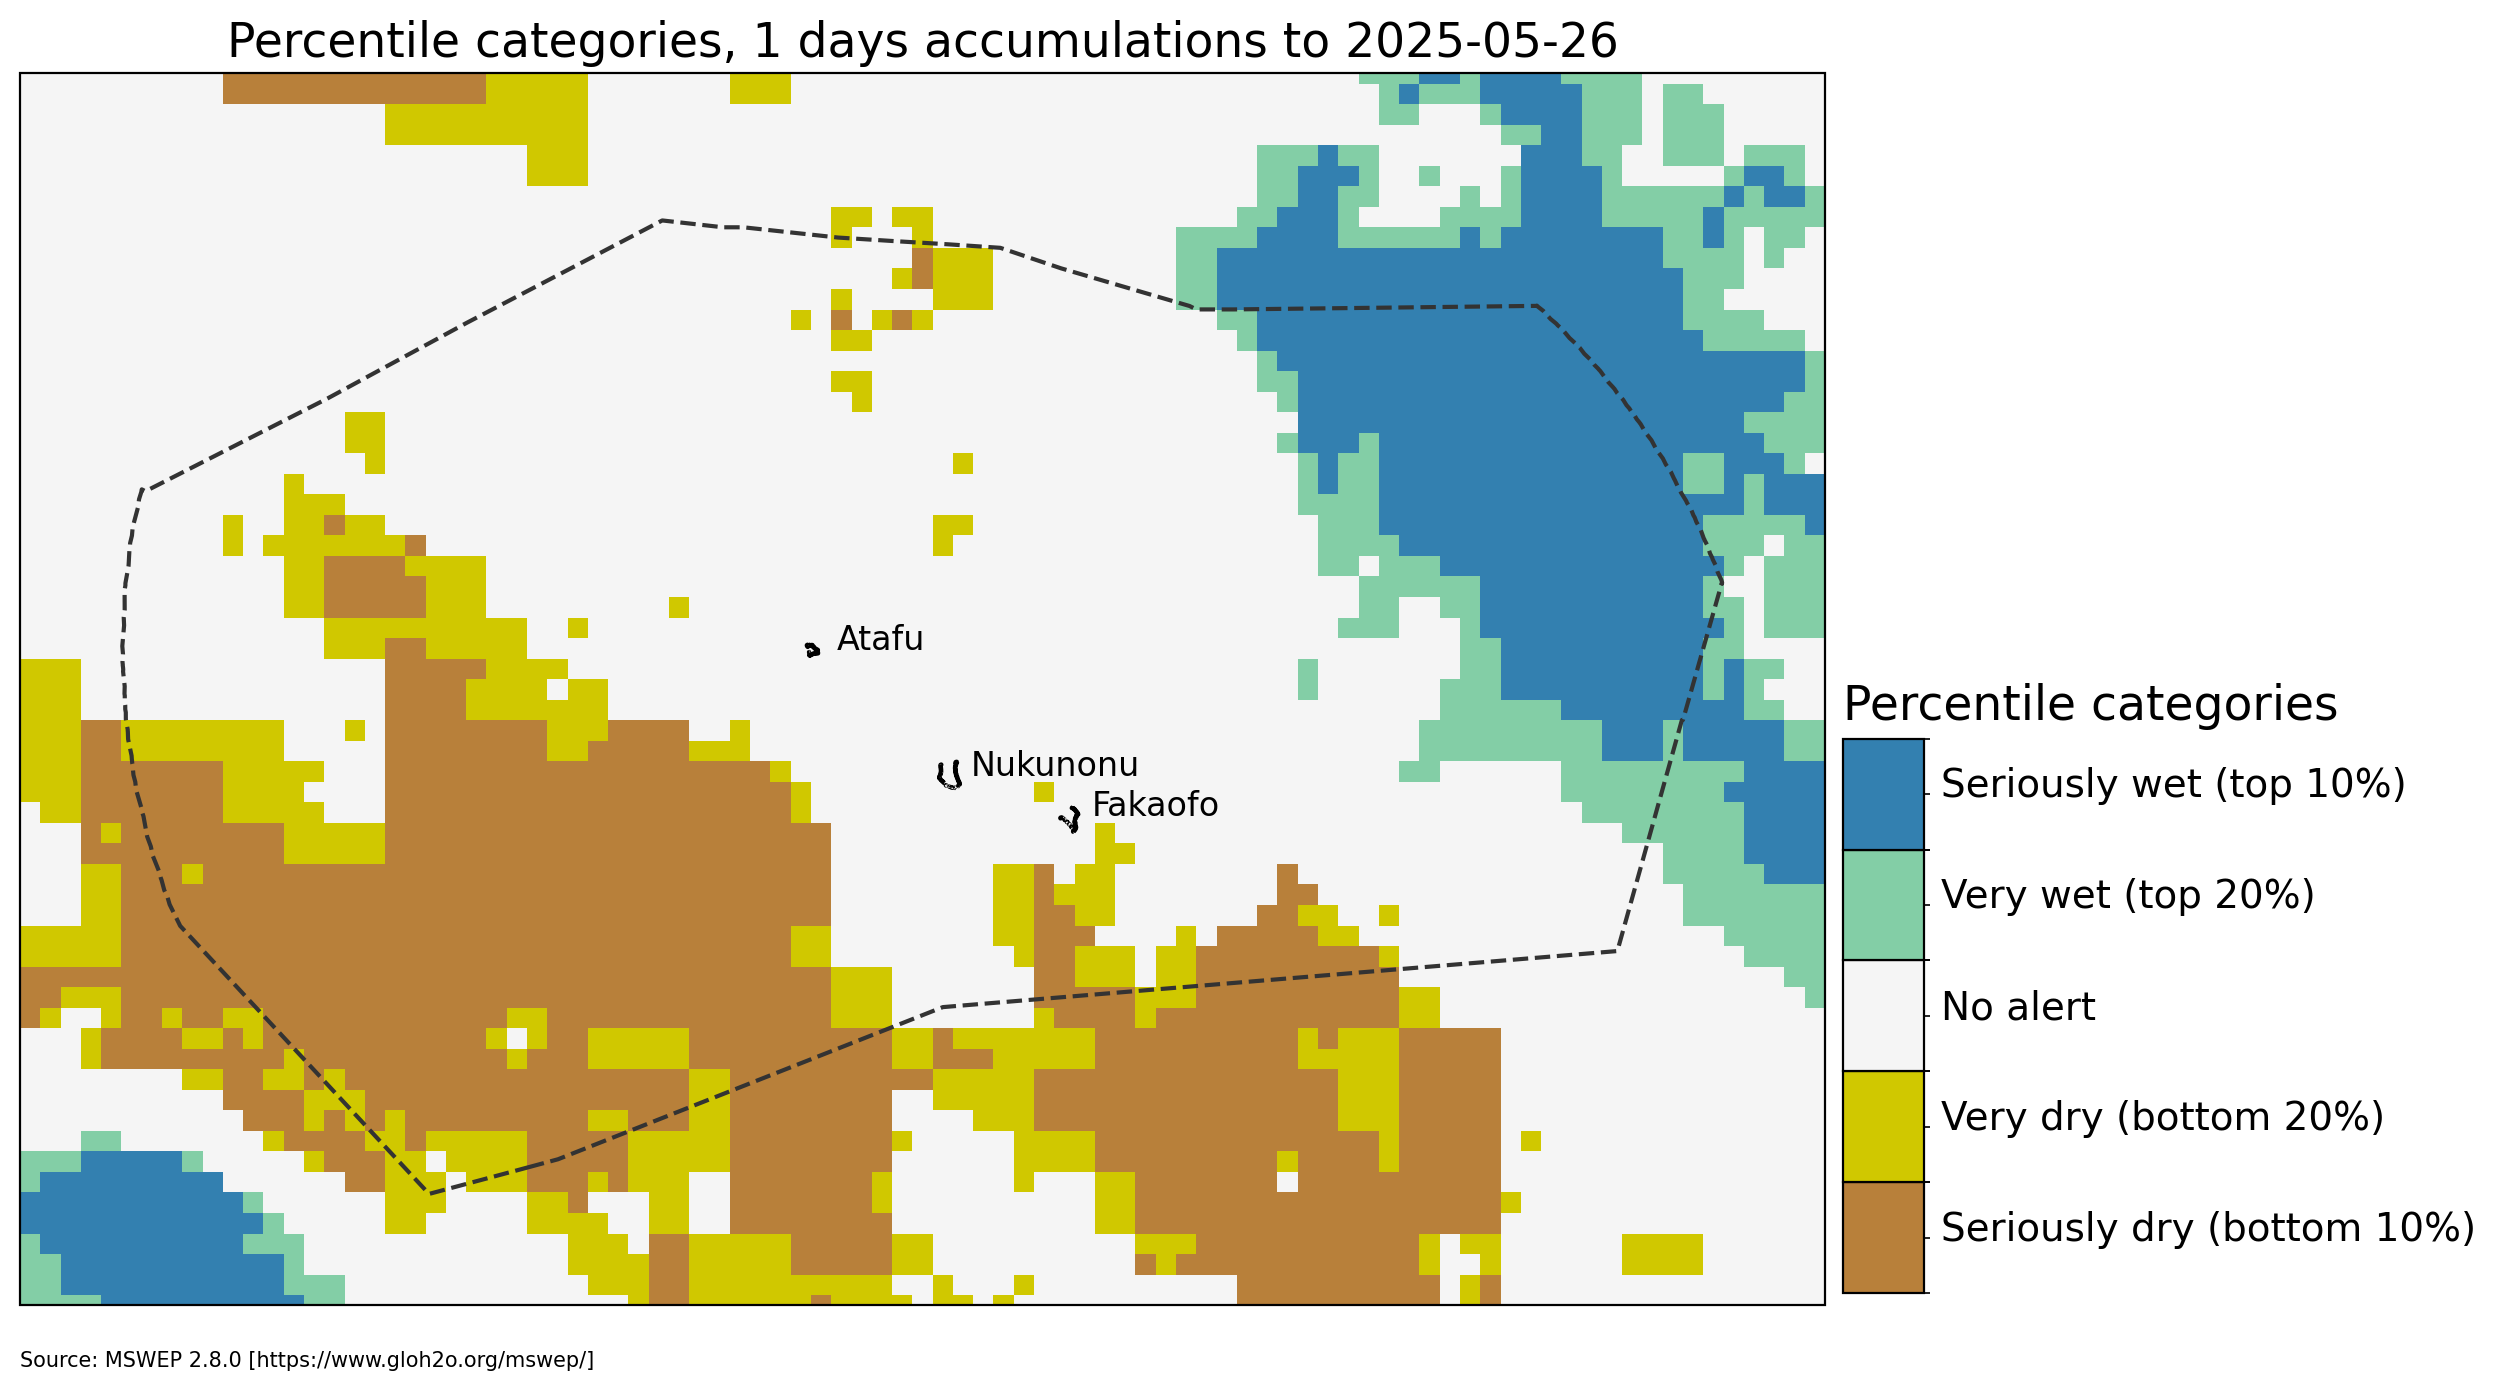 Percentile categories, 1 days accumulations to 2025-05-26
Atafu
Nukunonu
Fakaofo
Percentile categories
Seriously wet (top 10%)
Very wet (top 20%)
No alert
Very dry (bottom 20%)
Seriously dry (bottom 10%)
Source: MSWEP 2.8.0 [https://www.gloh2o.org/mswep/]